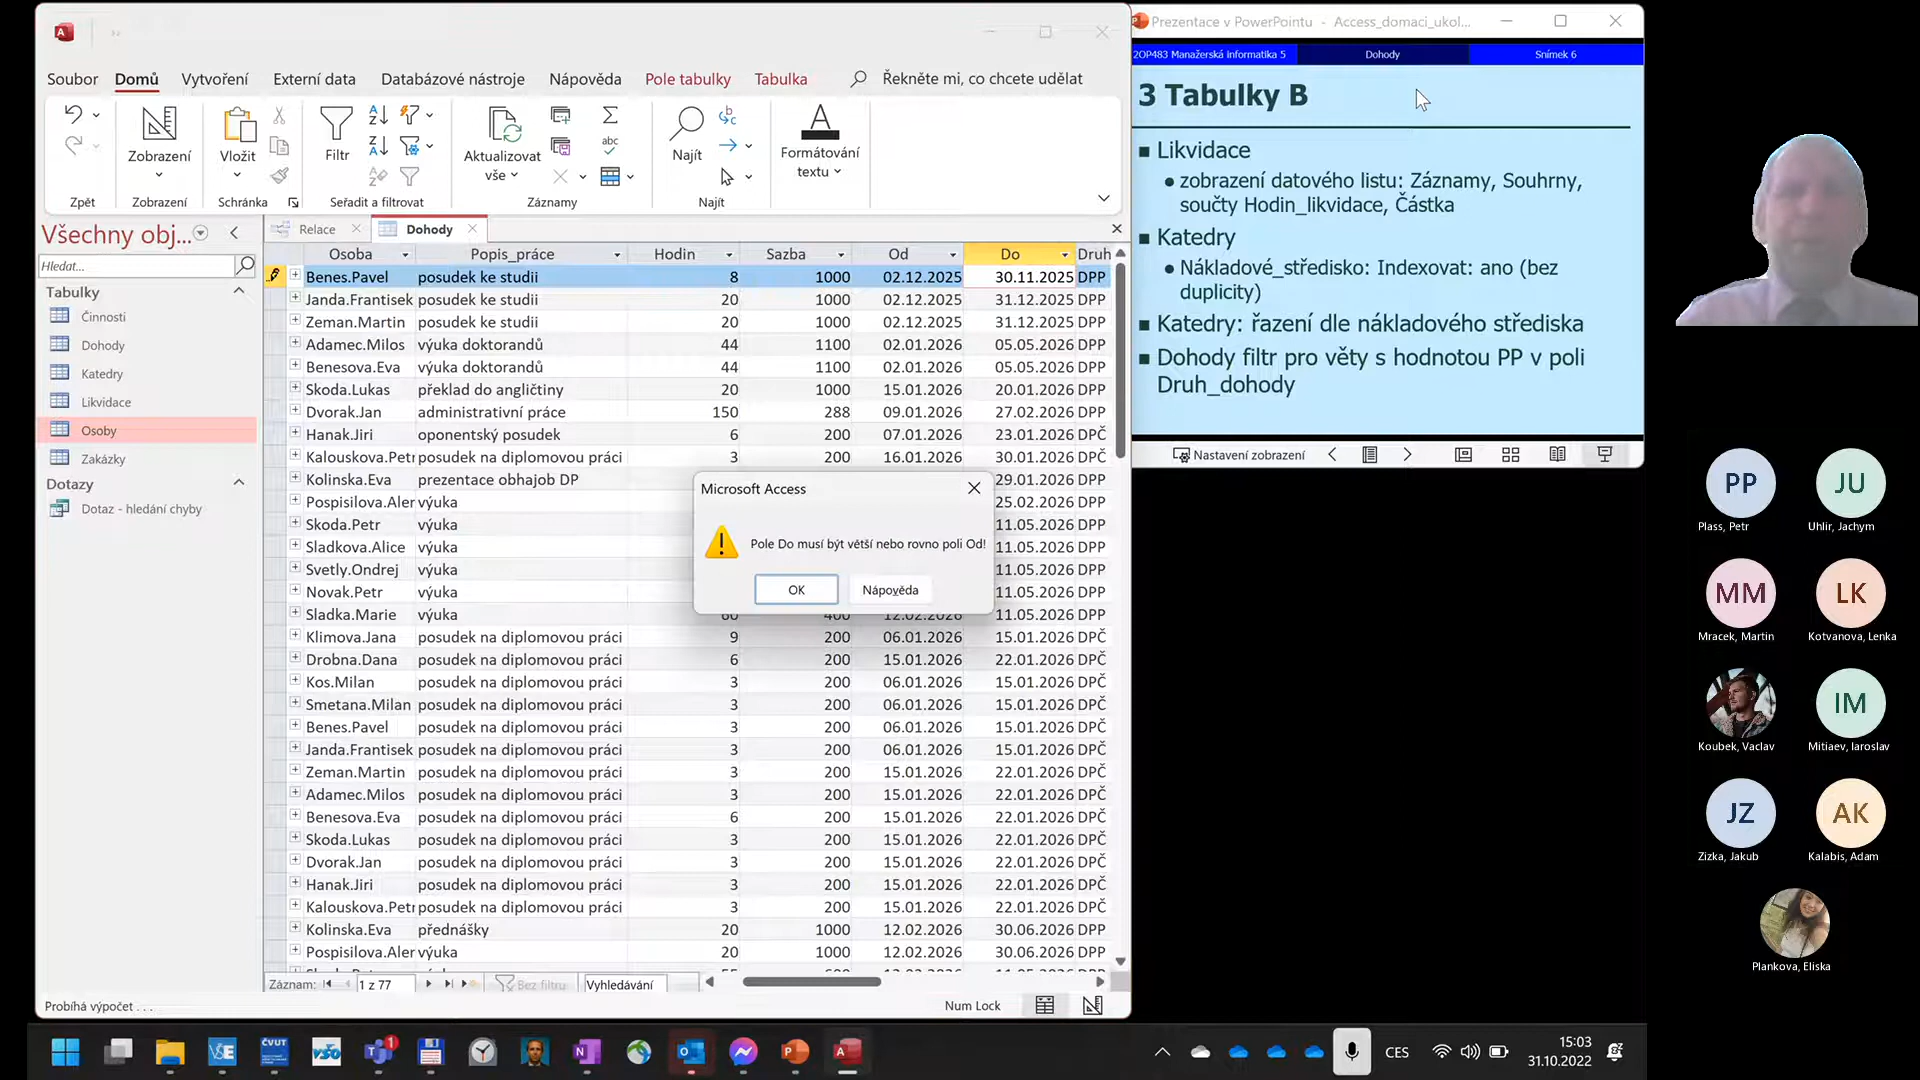 Soubor Domů Vytvoření Externí data Databázové nástroje Nápověda Pole tabulky Tabulka Řekněte mi, co chcete udělat
Zobrazení Vložit Filtr Aktualizovat vše Najít Formátování textu
Zpět Zobrazení Schránka Seřadit a filtrovat Záznamy Najít
Všechny obj...
Hledat...
Tabulky
Činnosti
Dohody
Katedry
Likvidace
Osoby
Zakázky
Dotazy
Dotaz - hledání chyby
Relace Dohody
Osoba Popis_práce Hodin Sazba Od Do Druh
Benes.Pavel posudek ke studii 8 1000 02.12.2025 30.11.2025 DPP
Janda.Frantisek posudek ke studii 20 1000 02.12.2025 31.12.2025 DPP
Zeman.Martin posudek ke studii 20 1000 02.12.2025 31.12.2025 DPP
Adamec.Milos výuka doktorandů 44 1100 02.01.2026 05.05.2026 DPP
Benesova.Eva výuka doktorandů 44 1100 02.01.2026 05.05.2026 DPP
Skoda.Lukas překlad do angličtiny 20 1000 15.01.2026 20.01.2026 DPP
Dvorak.Jan administrativní práce 150 288 09.01.2026 27.02.2026 DPP
Hanak.Jiri oponentský posudek 6 200 07.01.2026 23.01.2026 DPČ
Kalouskova.Petr posudek na diplomovou práci 3 200 16.01.2026 30.01.2026 DPČ
Kolinska.Eva prezentace obhajob DP 29.01.2026 DPP
Pospisilova.Aler výuka 25.02.2026 DPP
Skoda.Petr výuka 11.05.2026 DPP
Sladkova.Alice výuka 11.05.2026 DPP
Svetly.Ondrej výuka 11.05.2026 DPP
Novak.Petr výuka 11.05.2026 DPP
Sladka.Marie výuka 60 400 12.02.2026 11.05.2026 DPP
Klimova.Jana posudek na diplomovou práci 9 200 06.01.2026 15.01.2026 DPČ
Drobna.Dana posudek na diplomovou práci 6 200 15.01.2026 22.01.2026 DPČ
Kos.Milan posudek na diplomovou práci 3 200 06.01.2026 15.01.2026 DPČ
Smetana.Milan posudek na diplomovou práci 3 200 06.01.2026 15.01.2026 DPČ
Benes.Pavel posudek na diplomovou práci 3 200 06.01.2026 15.01.2026 DPČ
Janda.Frantisek posudek na diplomovou práci 3 200 06.01.2026 15.01.2026 DPČ
Zeman.Martin posudek na diplomovou práci 3 200 15.01.2026 22.01.2026 DPČ
Adamec.Milos posudek na diplomovou práci 3 200 15.01.2026 22.01.2026 DPČ
Benesova.Eva posudek na diplomovou práci 6 200 15.01.2026 22.01.2026 DPČ
Skoda.Lukas posudek na diplomovou práci 3 200 15.01.2026 22.01.2026 DPČ
Dvorak.Jan posudek na diplomovou práci 3 200 15.01.2026 22.01.2026 DPČ
Hanak.Jiri posudek na diplomovou práci 3 200 15.01.2026 22.01.2026 DPČ
Kalouskova.Petr posudek na diplomovou práci 3 200 15.01.2026 22.01.2026 DPČ
Kolinska.Eva přednášky 20 1000 12.02.2026 30.06.2026 DPP
Pospisilova.Aler výuka 20 1000 12.02.2026 30.06.2026 DPP
Microsoft Access
Pole Do musí být větší nebo rovno poli Od!
OK Nápověda
Záznam: 1 z 77 Bez filtru Vyhledávání
Probíhá výpočet . . . Num Lock
Prezentace v PowerPointu - Access_domaci_ukol...
2OP483 Manažerská informatika 5 Dohody Snímek 6
3 Tabulky B
Likvidace
zobrazení datového listu: Záznamy, Souhrny,
součty Hodin_likvidace, Částka
Katedry
Nákladové_středisko: Indexovat: ano (bez
duplicity)
Katedry: řazení dle nákladového střediska
Dohody filtr pro věty s hodnotou PP v poli
Druh_dohody
Nastavení zobrazení
PP JU
Plass, Petr Uhlir, Jachym
MM LK
Mracek, Martin Kotvanova, Lenka
IM
Koubek, Vaclav Mitiaev, Iaroslav
JZ AK
Zizka, Jakub Kalabis, Adam
Plankova, Eliska
CES 15:03
31.10.2022